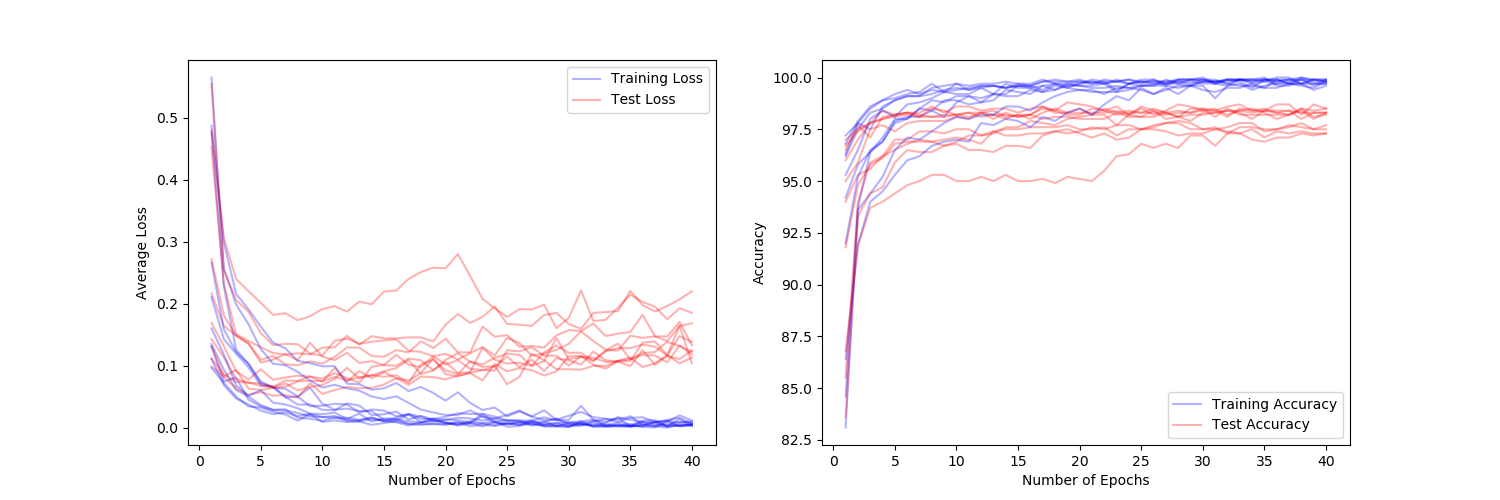 Training Loss
Test Loss
0.5
0.4
0.3
0.2
0.1
0.0
Average Loss
0 5 10 15 20 25 30 35 40
Number of Epochs
100.0
97.5
95.0
92.5
90.0
87.5
85.0
82.5
Accuracy
Training Accuracy
Test Accuracy
0 5 10 15 20 25 30 35 40
Number of Epochs